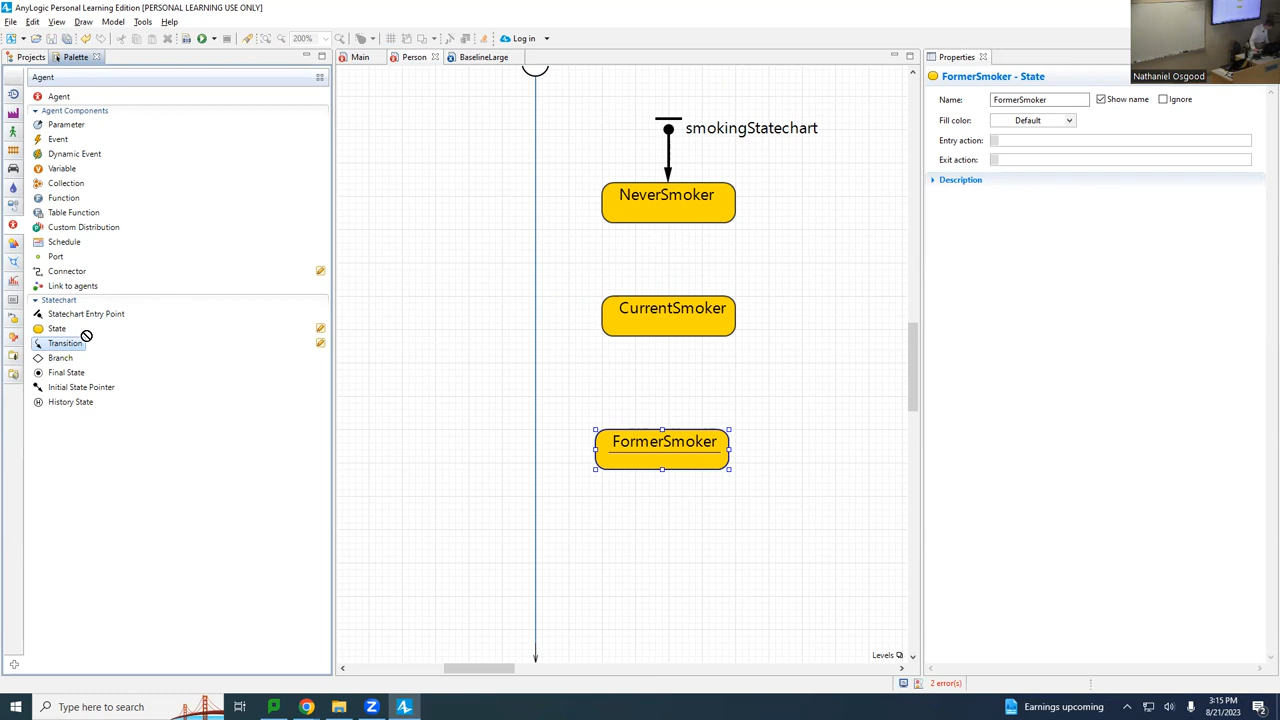 AnyLogic Personal Learning Edition [PERSONAL LEARNING USE ONLY]
File Edit View Draw Model Tools Help
200% Log in
Projects Palette Main Person BaselineLarge Properties
Agent
Agent
Agent Components
Parameter
Event
Dynamic Event
Variable
Collection
Function
Table Function
Custom Distribution
Schedule
Port
Connector
Link to agents
Statechart
Statechart Entry Point
State
Transition
Branch
Final State
Initial State Pointer
History State
smokingStatechart
NeverSmoker
CurrentSmoker
FormerSmoker
Levels
FormerSmoker - State
Name: FormerSmoker Show name Ignore
Fill color: Default
Entry action:
Exit action:
Description
Nathaniel Osgood
2 error(s)
Type here to search
Earnings upcoming
3:15 PM
8/21/2023
2